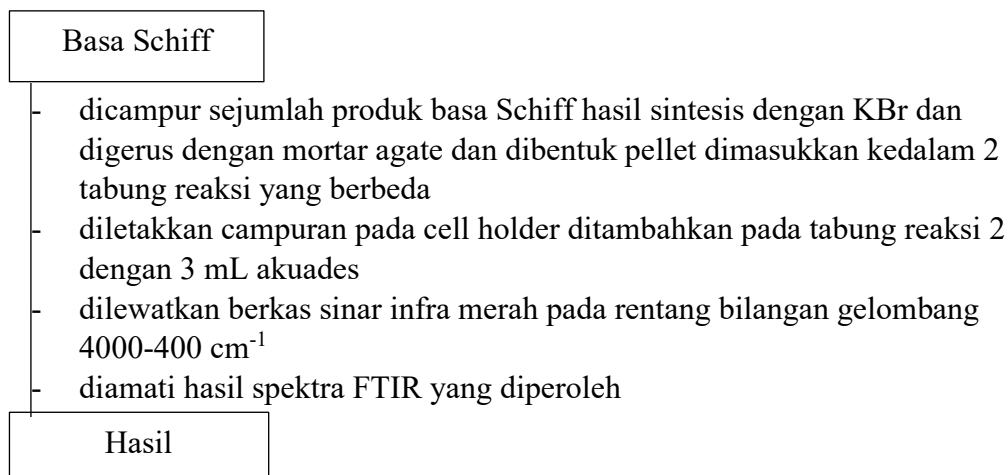 Basa Schiff
- dicampur sejumlah produk basa Schiff hasil sintesis dengan KBr dan
digerus dengan mortar agate dan dibentuk pellet dimasukkan kedalam 2
tabung reaksi yang berbeda
- diletakkan campuran pada cell holder ditambahkan pada tabung reaksi 2
dengan 3 mL akuades
- dilewatkan berkas sinar infra merah pada rentang bilangan gelombang
4000-400 cm⁻¹
- diamati hasil spektra FTIR yang diperoleh
Hasil